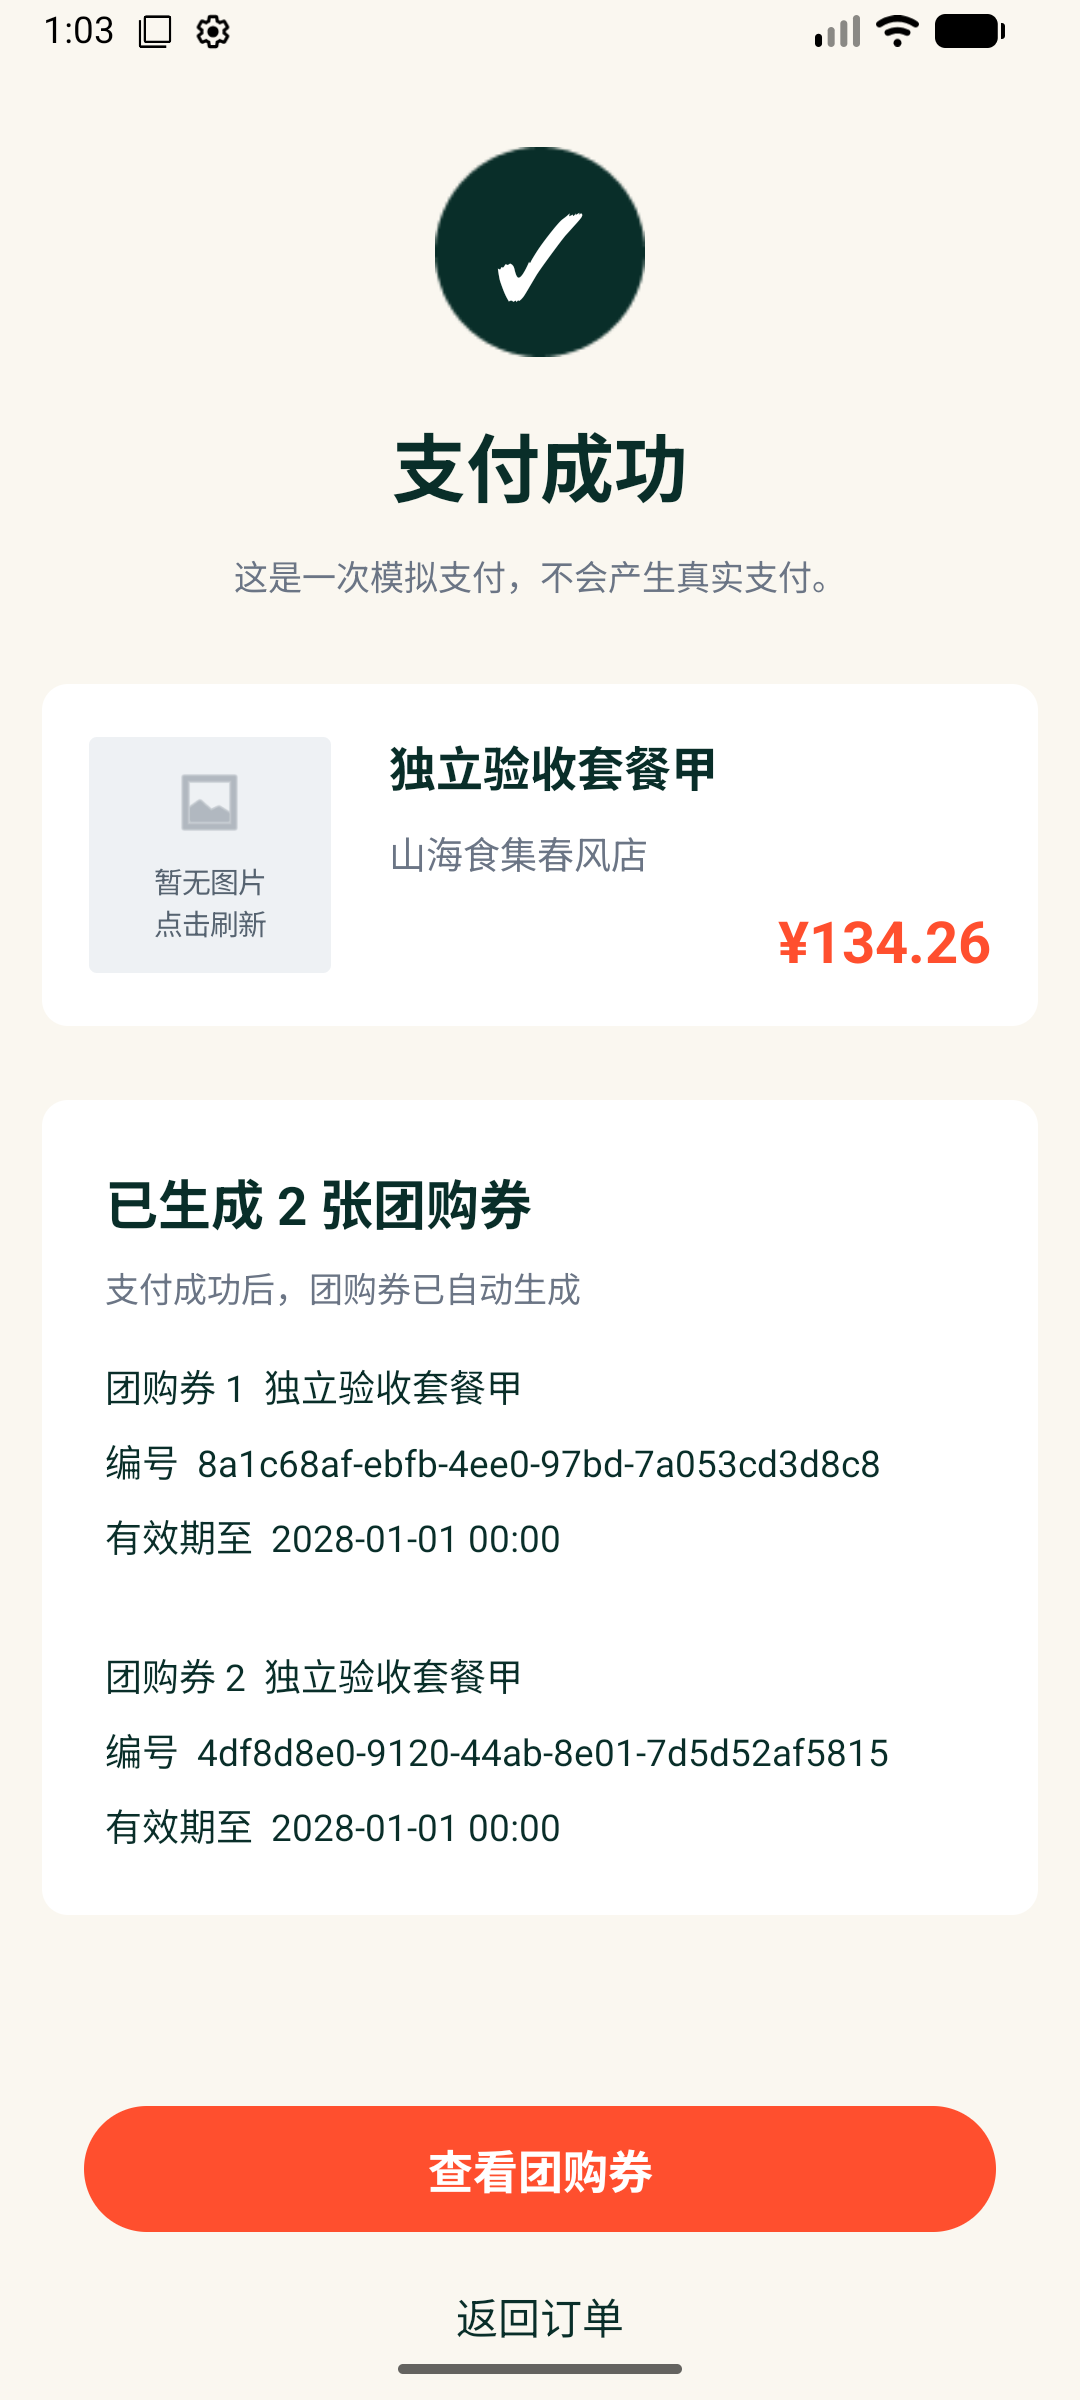 1:03
支付成功
这是一次模拟支付，不会产生真实支付。
独立验收套餐甲
山海食集春风店
暂无图片
点击刷新
¥134.26
已生成 2 张团购券
支付成功后，团购券已自动生成
团购券 1 独立验收套餐甲
编号 8a1c68af-ebfb-4ee0-97bd-7a053cd3d8c8
有效期至 2028-01-01 00:00
团购券 2 独立验收套餐甲
编号 4df8d8e0-9120-44ab-8e01-7d5d52af5815
有效期至 2028-01-01 00:00
查看团购券
返回订单